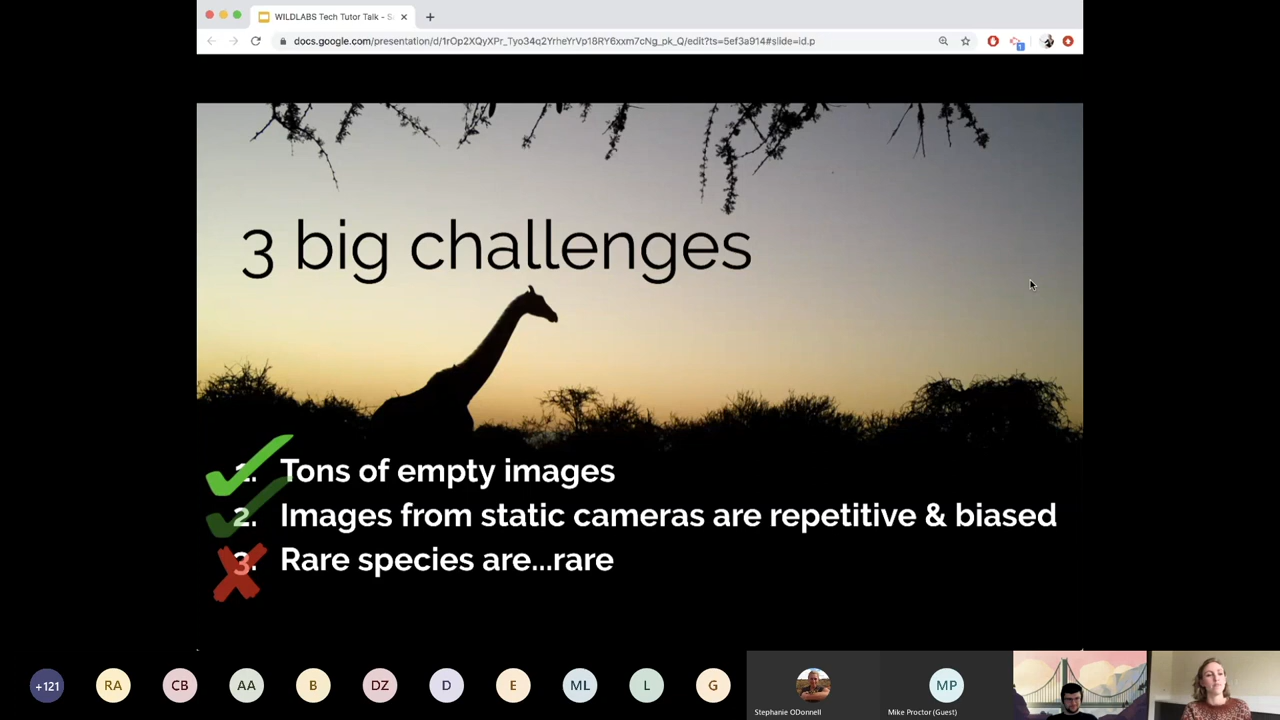 WILDLABS Tech Tutor Talk - S
docs.google.com/presentation/d/1rOp2XQyXPr_Tyo34q2YrheYrVp18RY6xxm7cNg_pk_Q/edit?ts=5ef3a914#slide=id.p
3 big challenges
1. Tons of empty images
2. Images from static cameras are repetitive & biased
3. Rare species are...rare
+121
RA
CB
AA
B
DZ
D
E
ML
L
G
MP
Stephanie ODonnell
Mike Proctor (Guest)